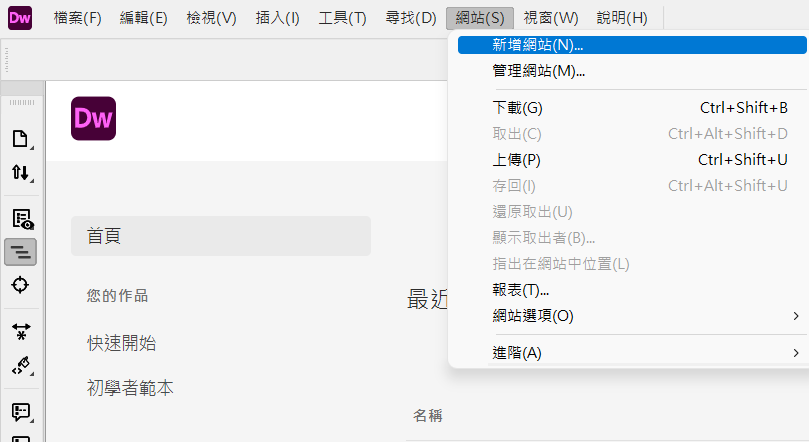 Dw 檔案(F) 編輯(E) 檢視(V) 插入(I) 工具(T) 尋找(D) 網站(S) 視窗(W) 說明(H)
新增網站(N)...
管理網站(M)...
下載(G) Ctrl+Shift+B
取出(C) Ctrl+Alt+Shift+D
上傳(P) Ctrl+Shift+U
存回(I) Ctrl+Alt+Shift+U
還原取出(U)
顯示取出者(B)...
指出在網站中位置(L)
報表(T)...
網站選項(O)
進階(A)
Dw
首頁
您的作品
快速開始
初學者範本
最近
名稱